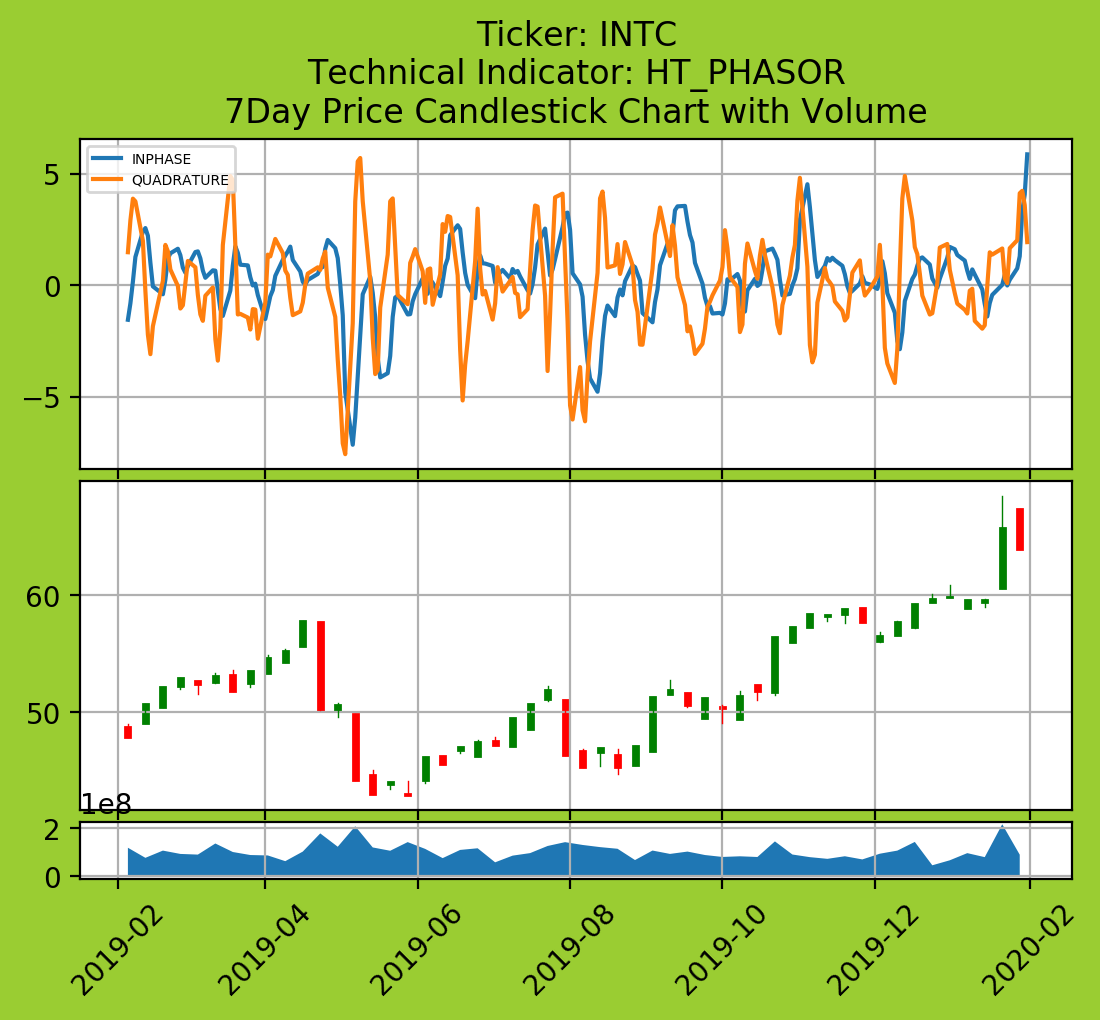 Ticker: INTC
Technical Indicator: HT_PHASOR
7Day Price Candlestick Chart with Volume
INPHASE
QUADRATURE
5
0
−5
60
50
1e8
2
0
2019-02
2019-04
2019-06
2019-08
2019-10
2019-12
2020-02